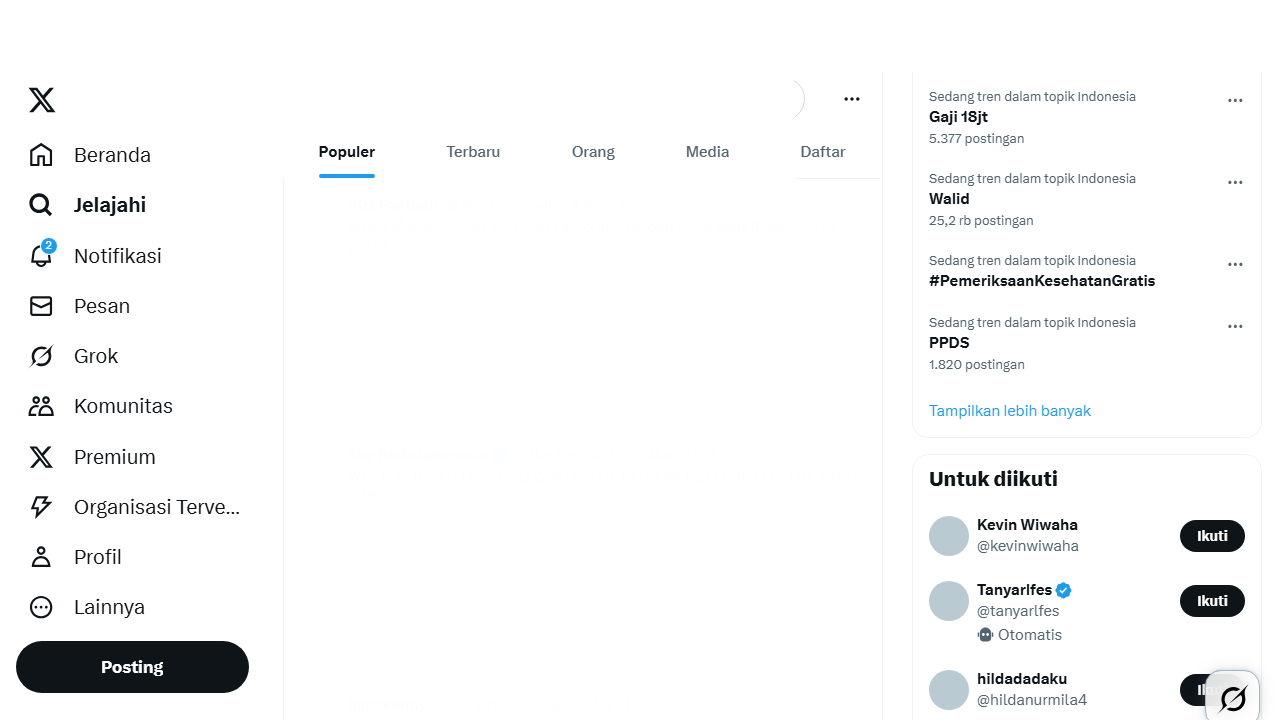 Beranda
Jelajahi
2
Notifikasi
Pesan
Grok
Komunitas
Premium
Organisasi Terve...
Profil
Lainnya
Posting
Populer
Terbaru
Orang
Media
Daftar
Sedang tren dalam topik Indonesia
Gaji 18jt
5.377 postingan
Sedang tren dalam topik Indonesia
Walid
25,2 rb postingan
Sedang tren dalam topik Indonesia
#PemeriksaanKesehatanGratis
Sedang tren dalam topik Indonesia
PPDS
1.820 postingan
Tampilkan lebih banyak
Untuk diikuti
Kevin Wiwaha
@kevinwiwaha
Ikuti
Tanyarlfes
@tanyarlfes
Otomatis
Ikuti
hildadadaku
@hildanurmila4